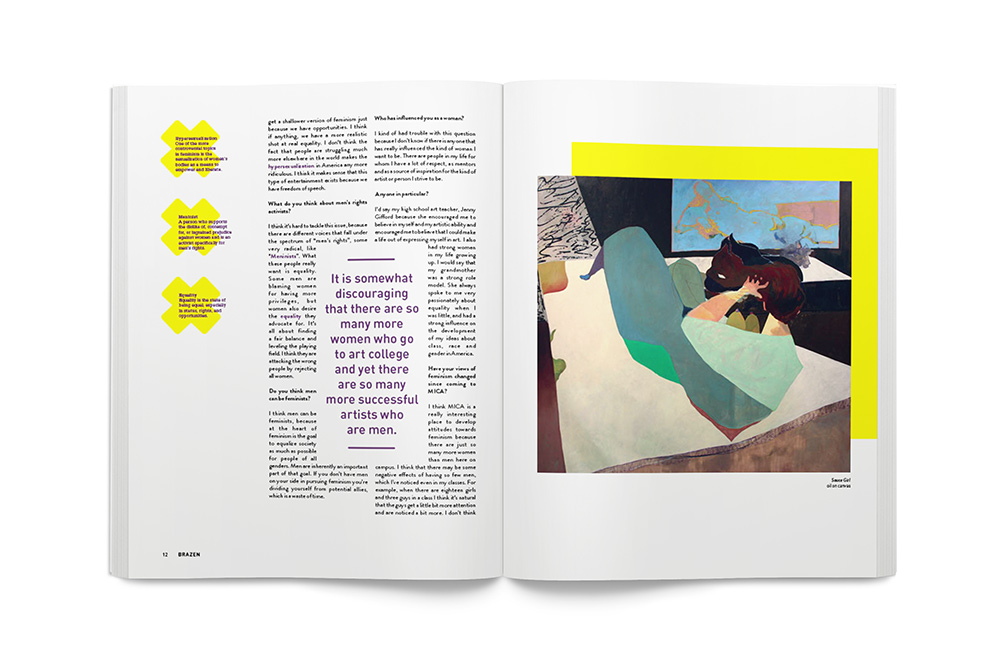 Hypersexualization
One of the more
controversial topics
in feminism is the
sexualization of women's
bodies as a means to
empower and liberate.
Meninist
A person who supports
the dislike of, contempt
for, or ingrained prejudice
against women and is an
activist specifically for
men's rights.
Equality
Equality is the state of
being equal, especially
in status, rights, and
opportunities.
get a shallower version of feminism just
because we have opportunities. I think
if anything, we have a more realistic
shot at real equality. I don't think the
fact that people are struggling much
more elsewhere in the world makes the
in America any more
ridiculous. I think it makes sense that this
type of entertainment exists because we
have freedom of speech.
What do you think about men's rights
activists?
I think it's hard to tackle this issue, because
there are different voices that fall under
the spectrum of "men's rights", some
very radical, like
"Meninists". What
these people really
want is equality.
Some men are
blaming women
for having more
privileges, but
women also desire
the equality they
advocate for. It's
all about finding
a fair balance and
leveling the playing
field. I think they are
attacking the wrong
people by rejecting
all women.
Do you think men
can be feminists?
I think men can be
feminists, because
at the heart of
feminism is the goal
to equalize society
as much as possible
for people of all
genders. Men are inherently an important
part of that goal. If you don't have men
on your side in pursuing feminism you're
dividing yourself from potential allies,
which is a waste of time.
It is somewhat
discouraging
that there are so
many more
women who go
to art college
and yet there
are so many
more successful
artists who
are men.
Who has influenced you as a woman?
I kind of had trouble with this question
because I don't know if there is any one that
has really influenced the kind of woman I
want to be. There are people in my life for
whom I have a lot of respect, as mentors
and as a source of inspiration for the kind of
artist or person I strive to be.
Any one in particular?
I'd say my high school art teacher, Jenny
Gifford because she encouraged me to
believe in myself and my artistic ability and
encouraged me to believe that I could make
a life out of expressing myself in art. I also
had strong women
in my life growing
up. I would say that
my grandmother
was a strong role
model. She always
spoke to me very
passionately about
equality when I
was little, and had a
strong influence on
the development
of my ideas about
class, race and
gender in America.
Have your views of
feminism changed
since coming to
MICA?
I think MICA is a
really interesting
place to develop
attitudes towards
feminism because
there are just so
many more women
than men here on
campus. I think that there may be some
negative effects of having so few men,
which I've noticed even in my classes. For
example, when there are eighteen girls
and three guys in a class I think it's natural
that the guys get a little bit more attention
and are noticed a bit more. I don't think
12 BRAZEN
Sauce Girl
oil on canvas